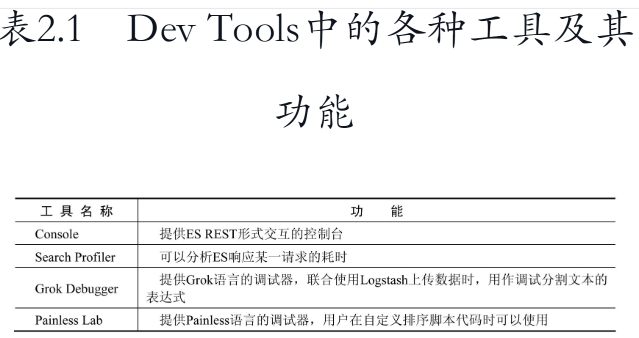 表2.1 Dev Tools中的各种工具及其
功能
工 具 名 称 功 能
Console 提供ES REST形式交互的控制台
Search Profiler 可以分析ES响应某一请求的耗时
Grok Debugger 提供Grok语言的调试器，联合使用Logstash上传数据时，用作调试分割文本的
表达式
Painless Lab 提供Painless语言的调试器，用户在自定义排序脚本代码时可以使用